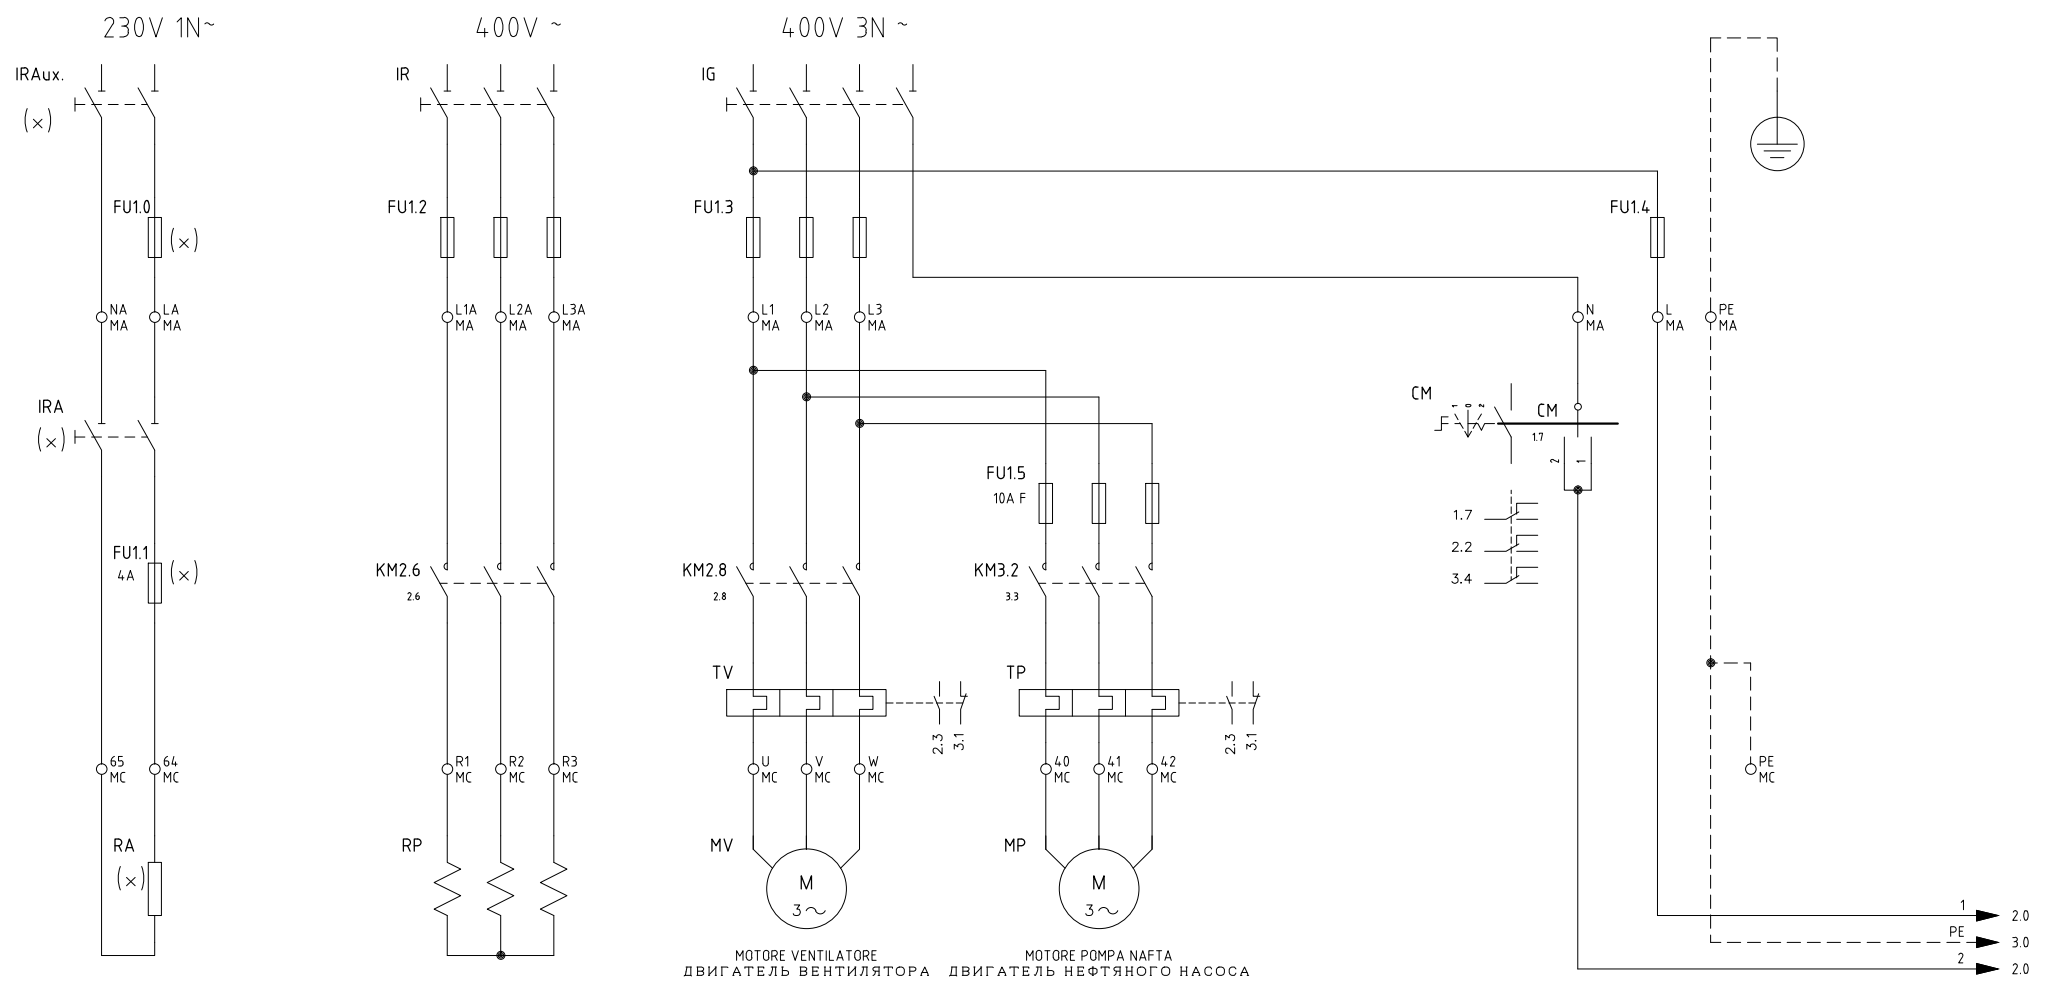 230V 1N~
400V ~
400V 3N ~
IRAux.
(x)
IR
IG
FU1.0
(x)
FU1.2
FU1.3
FU1.4
NA
MA
LA
MA
L1A
MA
L2A
MA
L3A
MA
L1
MA
L2
MA
L3
MA
N
MA
L
MA
PE
MA
IRA
(x)
CM
1 0 2
CM
1.7
2
1
FU1.5
10A F
1.7
2.2
3.4
FU1.1
4A
(x)
KM2.6
2.6
KM2.8
2.8
KM3.2
3.3
TV
2.3
3.1
TP
2.3
3.1
65
MC
64
MC
R1
MC
R2
MC
R3
MC
U
MC
V
MC
W
MC
40
MC
41
MC
42
MC
PE
MC
RA
(x)
RP
MV
M
3~
MP
M
3~
1
2.0
PE
3.0
2
2.0
MOTORE VENTILATORE
ДВИГАТЕЛЬ ВЕНТИЛЯТОРА
MOTORE POMPA NAFTA
ДВИГАТЕЛЬ НЕФТЯНОГО НАСОСА